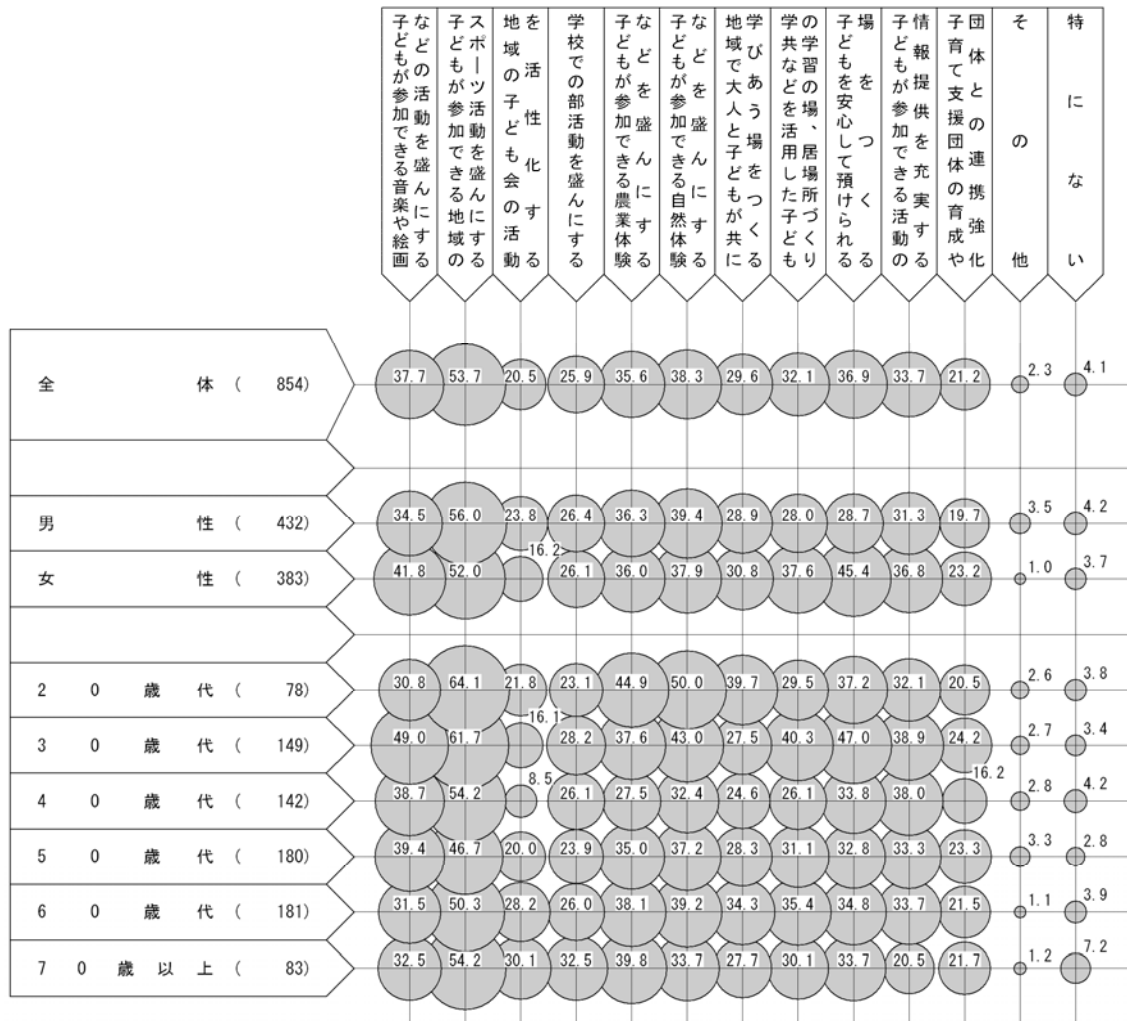 子どもが参加できる音楽や絵画
などの活動を盛んにする
子どもが参加できる地域の
スポーツ活動を盛んにする
地域の子ども会の活動
を活性化する
学校での部活動を盛んにする
子どもが参加できる農業体験
などを盛んにする
子どもが参加できる自然体験
などを盛んにする
地域で大人と子どもが共に
学びあう場をつくる
学共などを活用した子ども
の学習の場、居場所づくり
子どもを安心して預けられる
場をつくる
子どもが参加できる活動の
情報提供を充実する
子育て支援団体の育成や
団体との連携強化
その他
特にない
全体( 854) 37.7 53.7 20.5 25.9 35.6 38.3 29.6 32.1 36.9 33.7 21.2 2.3 4.1
男性( 432) 34.5 56.0 23.8 26.4 36.3 39.4 28.9 28.0 28.7 31.3 19.7 3.5 4.2
女性( 383) 41.8 52.0 16.2 26.1 36.0 37.9 30.8 37.6 45.4 36.8 23.2 1.0 3.7
20歳代( 78) 30.8 64.1 21.8 23.1 44.9 50.0 39.7 29.5 37.2 32.1 20.5 2.6 3.8
30歳代( 149) 49.0 61.7 16.1 28.2 37.6 43.0 27.5 40.3 47.0 38.9 24.2 2.7 3.4
40歳代( 142) 38.7 54.2 8.5 26.1 27.5 32.4 24.6 26.1 33.8 38.0 16.2 2.8 4.2
50歳代( 180) 39.4 46.7 20.0 23.9 35.0 37.2 28.3 31.1 32.8 33.3 23.3 3.3 2.8
60歳代( 181) 31.5 50.3 28.2 26.0 38.1 39.2 34.3 35.4 34.8 33.7 21.5 1.1 3.9
70歳以上( 83) 32.5 54.2 30.1 32.5 39.8 33.7 27.7 30.1 33.7 20.5 21.7 1.2 7.2